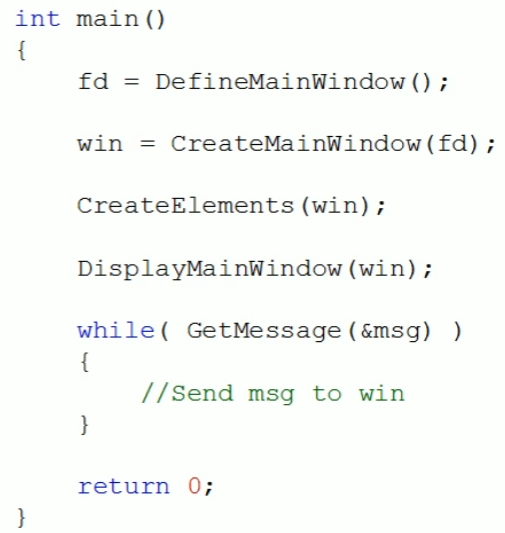 int main()
{
    fd = DefineMainWindow();
    win = CreateMainWindow(fd);
    CreateElements(win);
    DisplayMainWindow(win);
    while( GetMessage(&msg) )
    {
        //Send msg to win
    }
    return 0;
}